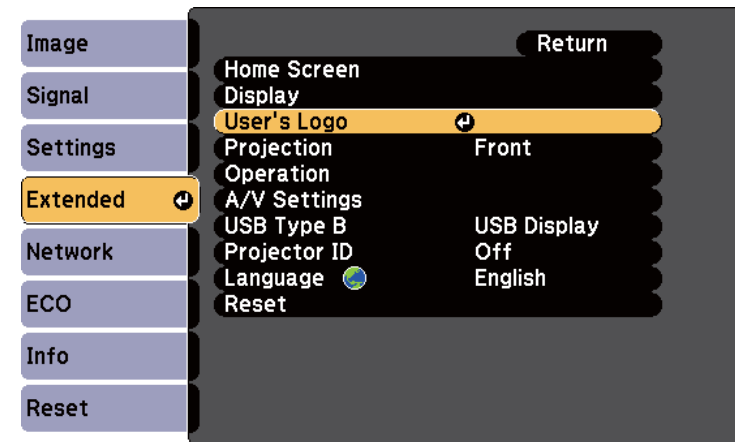 Image
Signal
Settings
Extended
Network
ECO
Info
Reset
Return
Home Screen
Display
User's Logo
Projection Front
Operation
A/V Settings
USB Type B USB Display
Projector ID Off
Language English
Reset